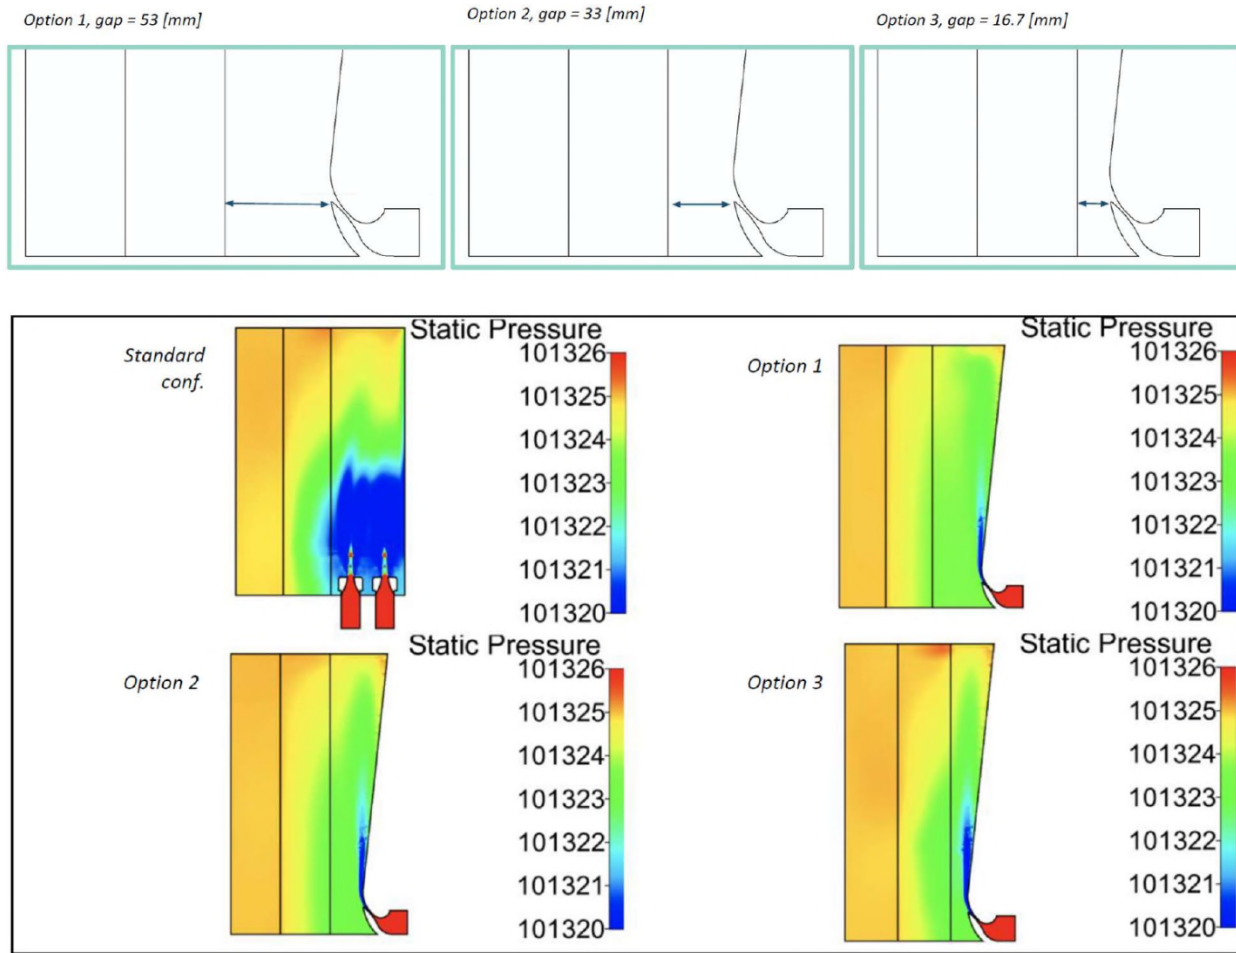 Option 1, gap = 53 [mm]
Option 2, gap = 33 [mm]
Option 3, gap = 16.7 [mm]
Standard
conf.
Static Pressure
101326
101325
101324
101323
101322
101321
101320
Option 1
Static Pressure
101326
101325
101324
101323
101322
101321
101320
Option 2
Static Pressure
101326
101325
101324
101323
101322
101321
101320
Option 3
Static Pressure
101326
101325
101324
101323
101322
101321
101320